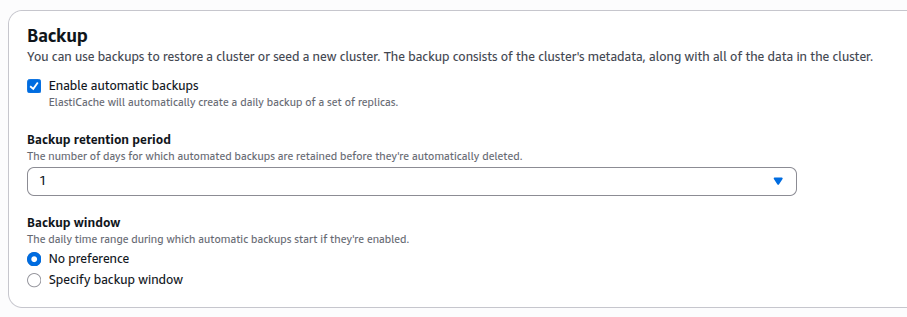 Backup
You can use backups to restore a cluster or seed a new cluster. The backup consists of the cluster's metadata, along with all of the data in the cluster.
Enable automatic backups
ElastiCache will automatically create a daily backup of a set of replicas.
Backup retention period
The number of days for which automated backups are retained before they're automatically deleted.
1
Backup window
The daily time range during which automatic backups start if they're enabled.
No preference
Specify backup window